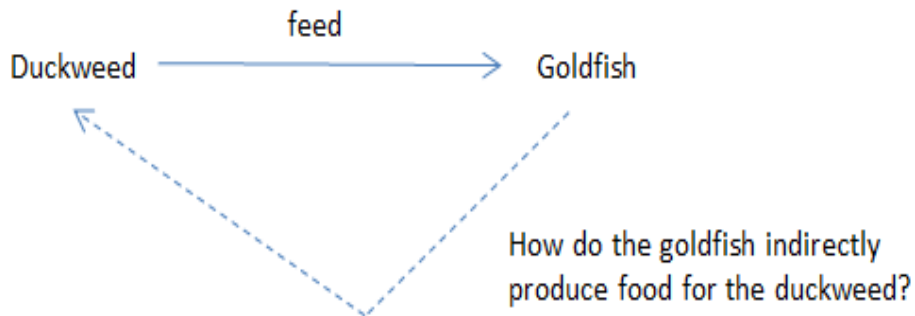 feed
Duckweed
Goldfish
How do the goldfish indirectly
produce food for the duckweed?